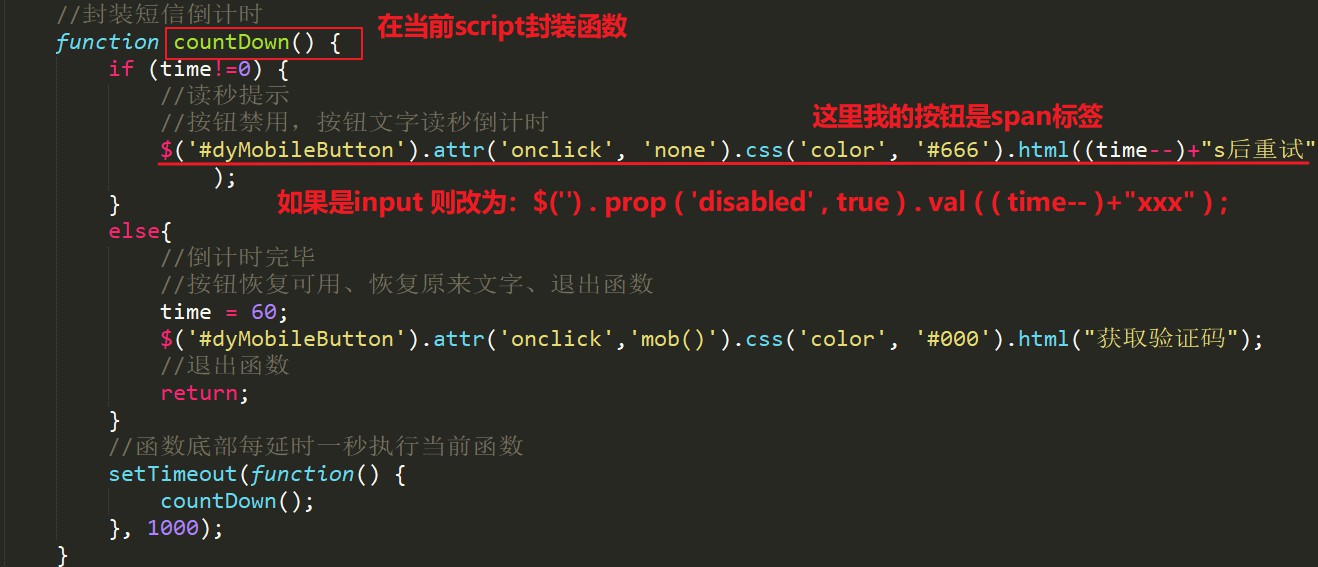 //封装短信倒计时
function countDown() { 在当前script封装函数
if (time!=0) {
//读秒提示
//按钮禁用，按钮文字读秒倒计时 这里我的按钮是span标签
$('#dyMobileButton').attr('onclick', 'none').css('color', '#666').html((time--)+"s后重试"
);
} 如果是input 则改为：$('') . prop ( 'disabled' , true ) . val ( ( time-- )+"xxx" ) ;
else{
//倒计时完毕
//按钮恢复可用、恢复原来文字、退出函数
time = 60;
$('#dyMobileButton').attr('onclick','mob()').css('color', '#000').html("获取验证码");
//退出函数
return;
}
//函数底部每延时一秒执行当前函数
setTimeout(function() {
countDown();
}, 1000);
}